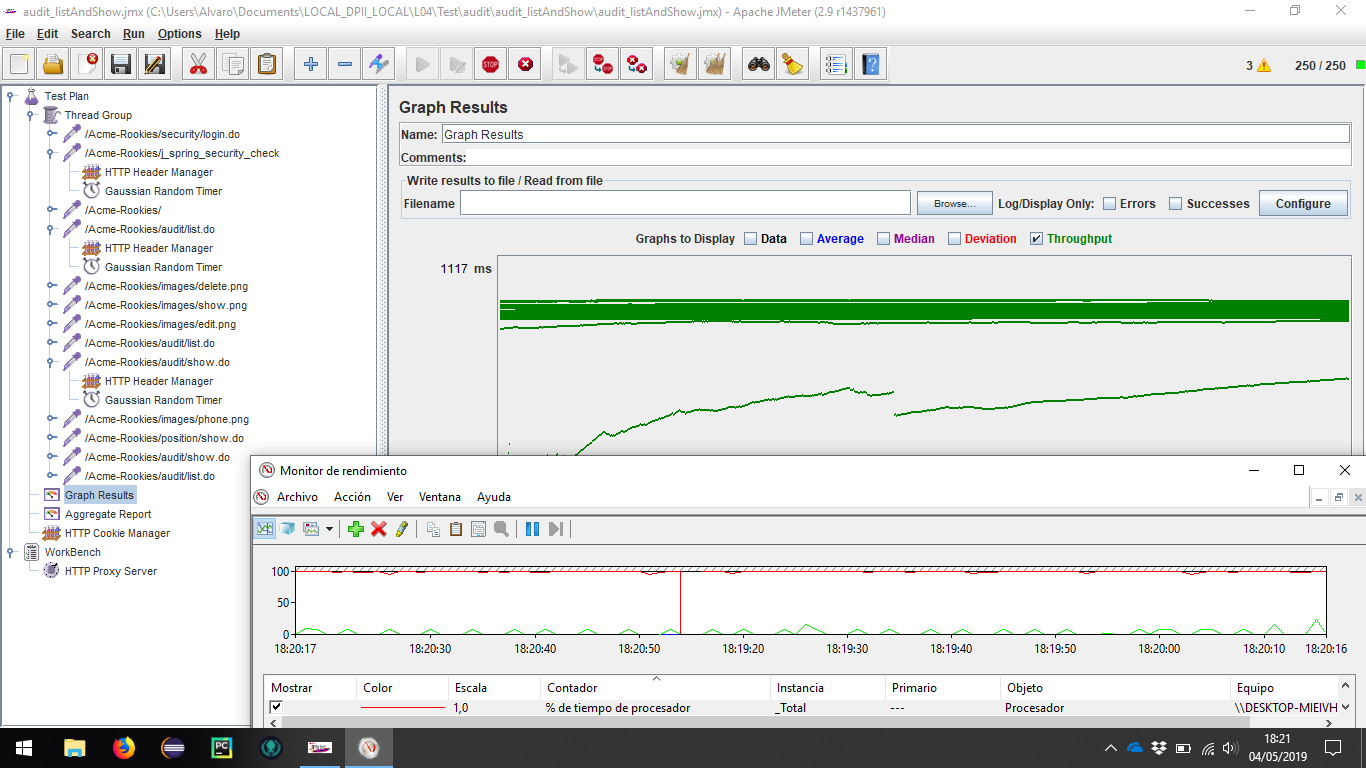 audit_listAndShow.jmx (C:\Users\Alvaro\Documents\LOCAL_DPII_LOCAL\L04\Test\audit\audit_listAndShow\audit_listAndShow.jmx) - Apache JMeter (2.9 r1437961)
File Edit Search Run Options Help
3 250 / 250
Test Plan
Thread Group
/Acme-Rookies/security/login.do
/Acme-Rookies/j_spring_security_check
HTTP Header Manager
Gaussian Random Timer
/Acme-Rookies/
/Acme-Rookies/audit/list.do
HTTP Header Manager
Gaussian Random Timer
/Acme-Rookies/images/delete.png
/Acme-Rookies/images/show.png
/Acme-Rookies/images/edit.png
/Acme-Rookies/audit/list.do
/Acme-Rookies/audit/show.do
HTTP Header Manager
Gaussian Random Timer
/Acme-Rookies/images/phone.png
/Acme-Rookies/position/show.do
/Acme-Rookies/audit/show.do
/Acme-Rookies/audit/list.do
Graph Results
Aggregate Report
HTTP Cookie Manager
WorkBench
HTTP Proxy Server
Graph Results
Name: Graph Results
Comments:
Write results to file / Read from file
Filename Browse... Log/Display Only: Errors Successes Configure
Graphs to Display Data Average Median Deviation Throughput
1117 ms
Monitor de rendimiento
Archivo Acción Ver Ventana Ayuda
100
50
0
18:20:17 18:20:30 18:20:40 18:20:50 18:19:20 18:19:30 18:19:40 18:19:50 18:20:00 18:20:10 18:20:16
Mostrar Color Escala Contador Instancia Primario Objeto Equipo
1,0 % de tiempo de procesador _Total --- Procesador \\DESKTOP-MIEIVH
18:21
04/05/2019